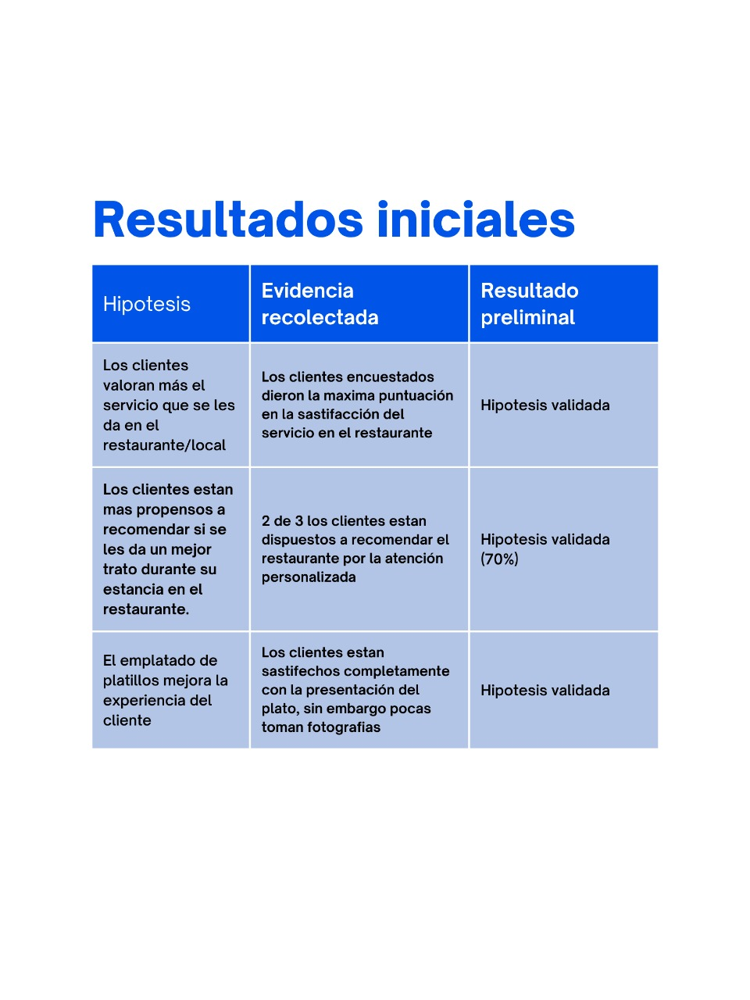 Resultados iniciales
Hipotesis
Evidencia
recolectada
Resultado
preliminal
Los clientes
valoran más el
servicio que se les
da en el
restaurante/local
Los clientes encuestados
dieron la maxima puntuación
en la sastifacción del
servicio en el restaurante
Hipotesis validada
Los clientes estan
mas propensos a
recomendar si se
les da un mejor
trato durante su
estancia en el
restaurante.
2 de 3 los clientes estan
dispuestos a recomendar el
restaurante por la atención
personalizada
Hipotesis validada
(70%)
El emplatado de
platillos mejora la
experiencia del
cliente
Los clientes estan
sastifechos completamente
con la presentación del
plato, sin embargo pocas
toman fotografias
Hipotesis validada